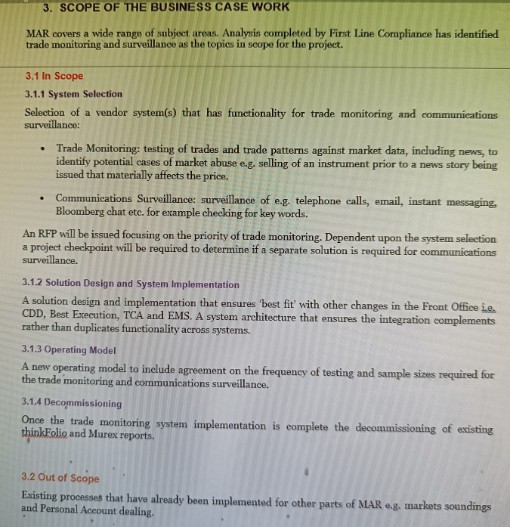 3. SCOPE OF THE BUSINESS CASE WORK
MAR covers a wide range of subject areas. Analysis completed by First Line Compliance has identified
trade monitoring and surveillance as the topics in scope for the project.
3.1 In Scope
3.1.1 System Selection
Selection of a vendor system(s) that has functionality for trade monitoring and communications
surveillance:
• Trade Monitoring: testing of trades and trade patterns against market data, including news, to
identify potential cases of market abuse e.g. selling of an instrument prior to a news story being
issued that materially affects the price.
• Communications Surveillance: surveillance of e.g. telephone calls, email, instant messaging,
Bloomberg chat etc. for example checking for key words.
An RFP will be issued focusing on the priority of trade monitoring. Dependent upon the system selection
a project checkpoint will be required to determine if a separate solution is required for communications
surveillance.
3.1.2 Solution Design and System Implementation
A solution design and implementation that ensures 'best fit' with other changes in the Front Office i.e.
CDD, Best Execution, TCA and EMS. A system architecture that ensures the integration complements
rather than duplicates functionality across systems.
3.1.3 Operating Model
A new operating model to include agreement on the frequency of testing and sample sizes required for
the trade monitoring and communications surveillance.
3.1.4 Decommissioning
Once the trade monitoring system implementation is complete the decommissioning of existing
thinkFolio and Murex reports.
3.2 Out of Scope
Existing processes that have already been implemented for other parts of MAR e.g. markets soundings
and Personal Account dealing.